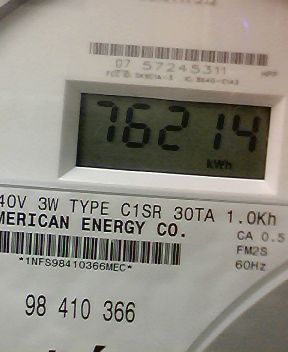 07 57245311
76214
kWh
40V 3W TYPE C1SR 30TA 1.0Kh
MERICAN ENERGY CO.
CA 0.5
FM2S
60Hz
*1NFS98410366MEC*
98 410 366